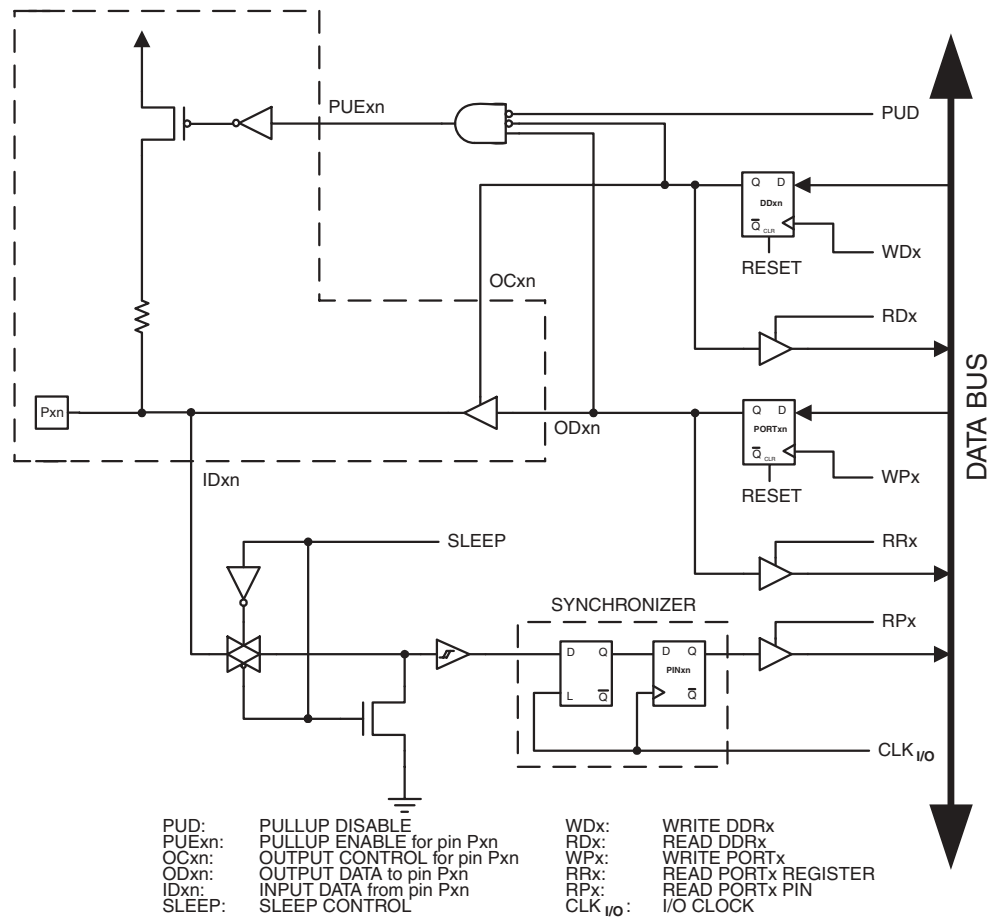 PUExn
PUD
Q D
DDxn
Q CLR
WDx
RESET
OCxn
RDx
Pxn
Q D
ODxn
PORTxn
Q CLR
IDxn
WPx
RESET
DATA BUS
SLEEP
RRx
SYNCHRONIZER
RPx
D Q
D Q
PINxn
L Q
Q
CLK I/O
PUD: PULLUP DISABLE
PUExn: PULLUP ENABLE for pin Pxn
OCxn: OUTPUT CONTROL for pin Pxn
ODxn: OUTPUT DATA to pin Pxn
IDxn: INPUT DATA from pin Pxn
SLEEP: SLEEP CONTROL
WDx: WRITE DDRx
RDx: READ DDRx
WPx: WRITE PORTx
RRx: READ PORTx REGISTER
RPx: READ PORTx PIN
CLK I/O: I/O CLOCK